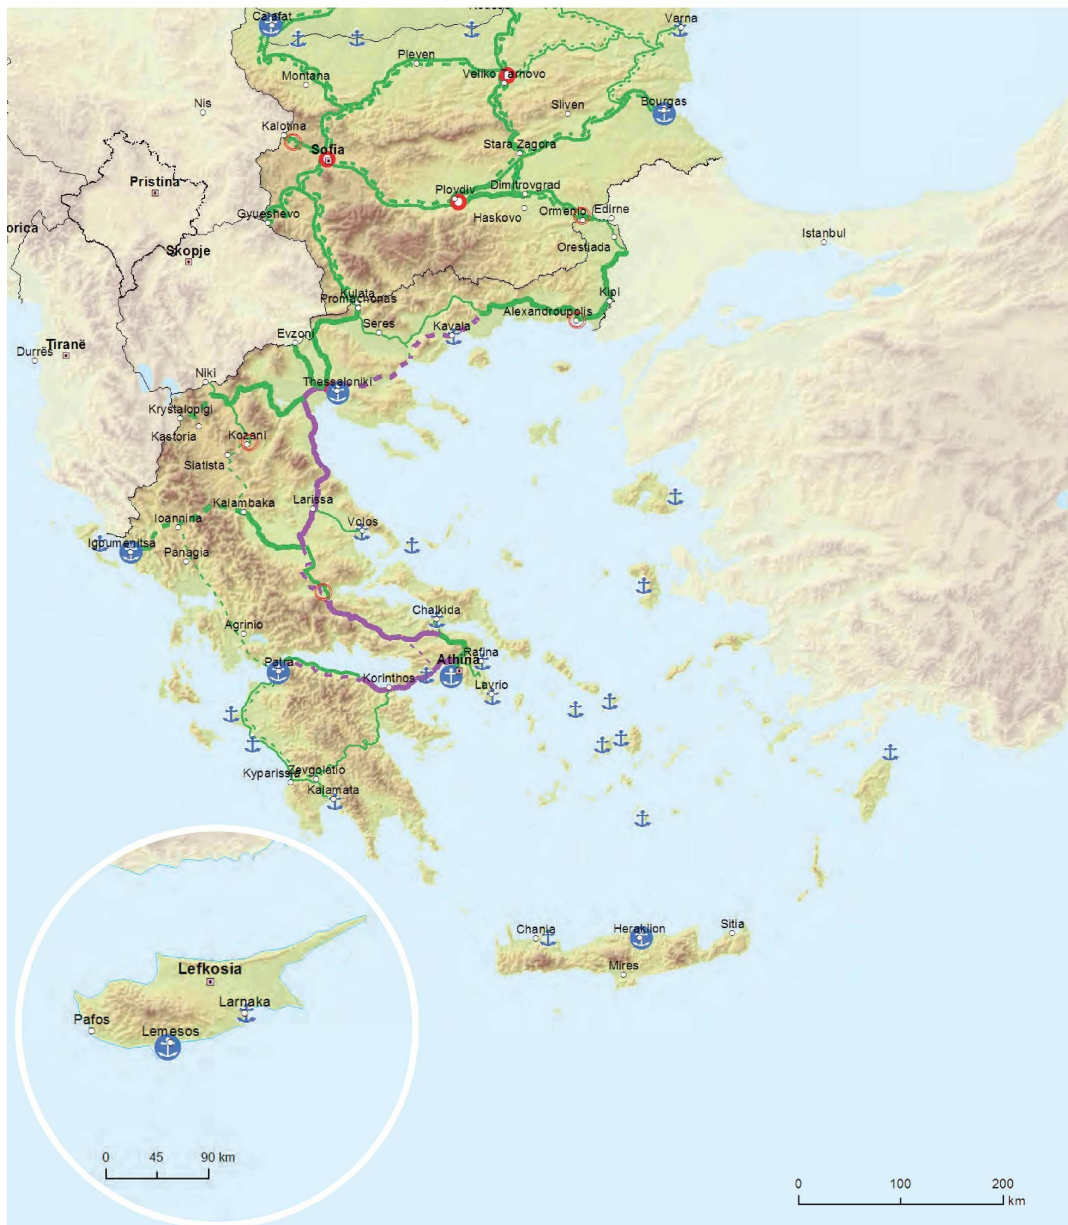 Calafat
Varna
Pleven
Montana
Veliko Tarnovo
Nis
Sliven
Bourgas
Kalotina
Sofia
Stara Zagora
Pristina
Plovdiv
Dimitrovgrad
Haskovo
Ormenio
Edirne
Gyueshevo
orica
Istanbul
Skopje
Orestiada
Kulata
Promachonas
Kipi
Alexandroupolis
Seres
Kavala
Evzoni
Tiranë
Durrës
Niki
Thessaloniki
Krystalopigi
Kastoria
Kozani
Siatista
Kalambaka
Larissa
Ioannina
Volos
Igoumenitsa
Panagia
Chalkida
Agrinio
Patra
Athina
Rafina
Korinthos
Lavrio
Kyparissia
Zevgolatio
Kalamata
Chania
Heraklion
Sitia
Mires
Lefkosia
Larnaka
Pafos
Lemesos
0 45 90 km
0 100 200
km